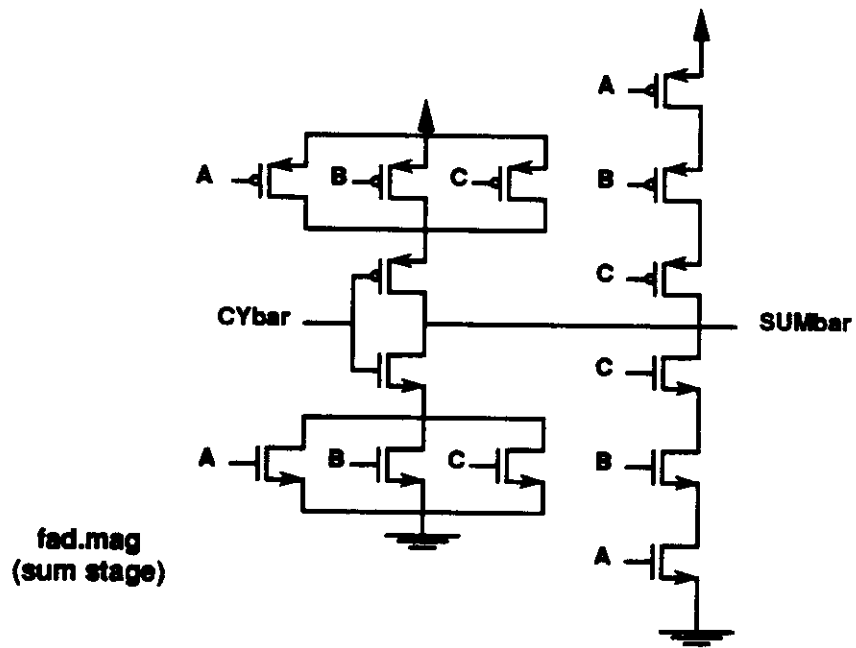 A
A B C B
C
CYbar SUMbar
C
A B C B
A
fad.mag
(sum stage)